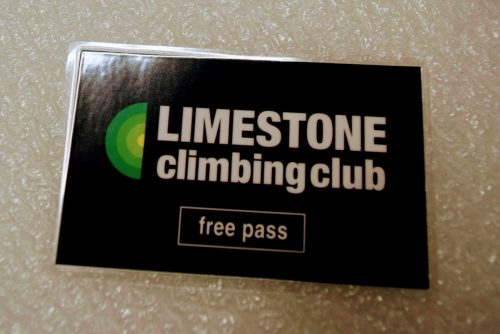 LIMESTONE
climbing club
free pass